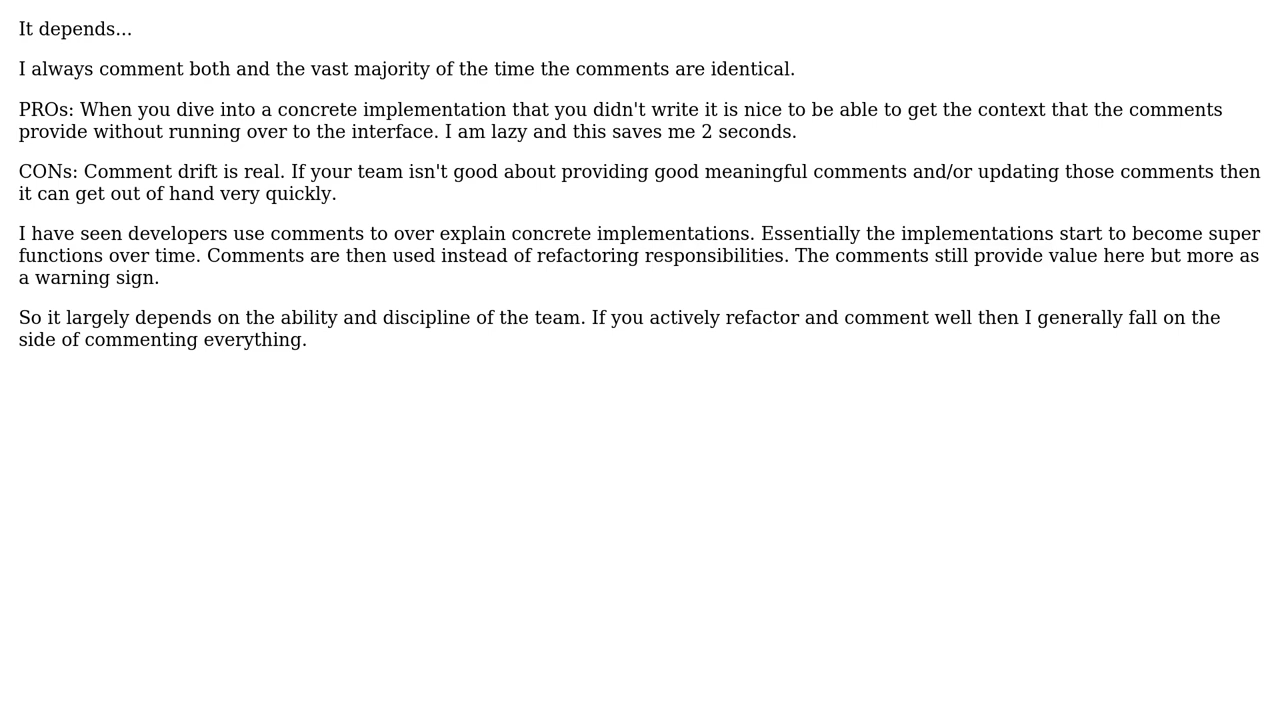 It depends...
I always comment both and the vast majority of the time the comments are identical.
PROs: When you dive into a concrete implementation that you didn't write it is nice to be able to get the context that the comments
provide without running over to the interface. I am lazy and this saves me 2 seconds.
CONs: Comment drift is real. If your team isn't good about providing good meaningful comments and/or updating those comments then
it can get out of hand very quickly.
I have seen developers use comments to over explain concrete implementations. Essentially the implementations start to become super
functions over time. Comments are then used instead of refactoring responsibilities. The comments still provide value here but more as
a warning sign.
So it largely depends on the ability and discipline of the team. If you actively refactor and comment well then I generally fall on the
side of commenting everything.